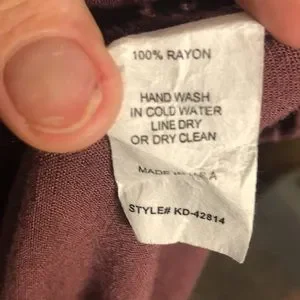 100% RAYON
HAND WASH
IN COLD WATER
LINE DRY
OR DRY CLEAN
MADE
STYLE# KD-42814